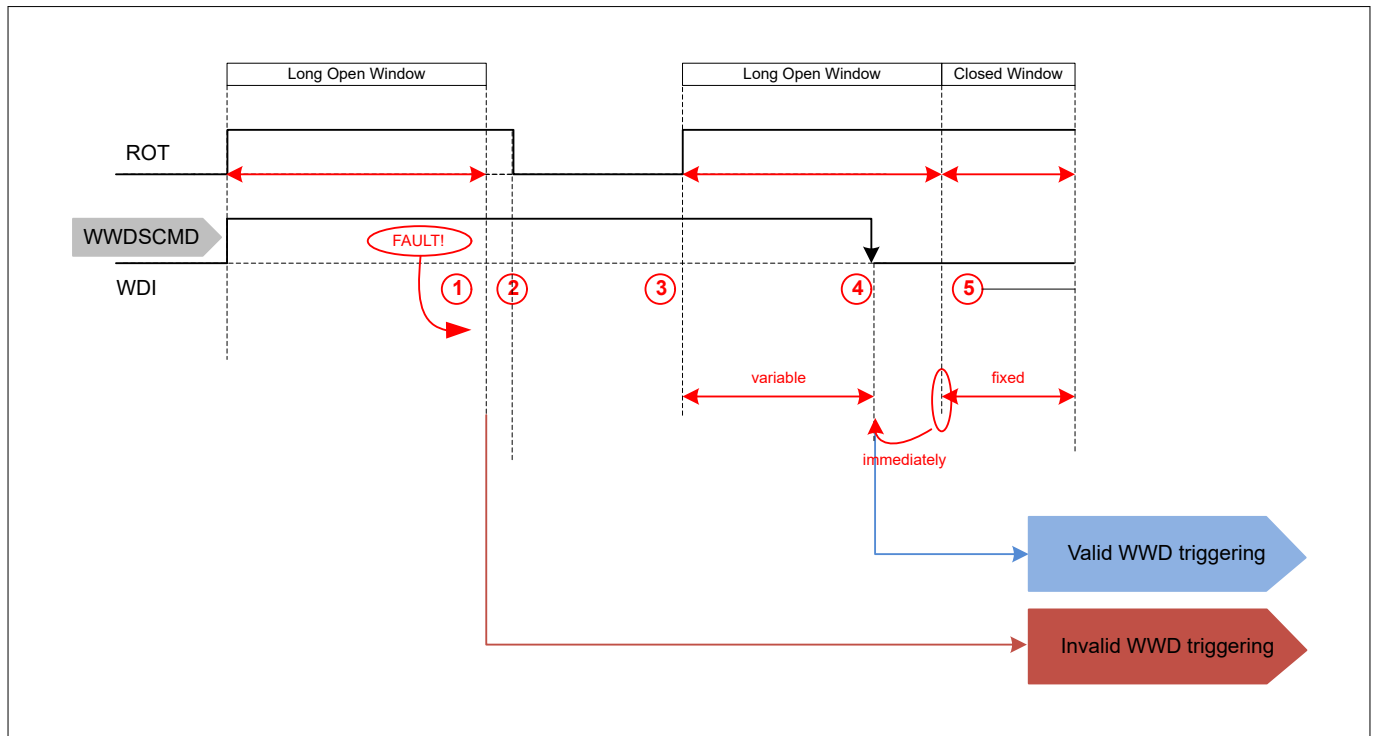 Long Open Window
Long Open Window
Closed Window
ROT
WWDSCMD
FAULT!
WDI
1
2
3
4
5
variable
fixed
immediately
Valid WWD triggering
Invalid WWD triggering